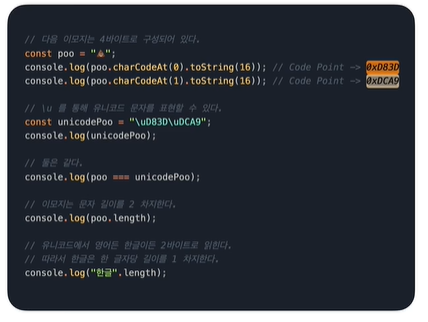 // 다음 이모지는 4바이트로 구성되어 있다.
const poo = "💩";
console.log(poo.charCodeAt(0).toString(16)); // Code Point -> 0xD83D
console.log(poo.charCodeAt(1).toString(16)); // Code Point -> 0xDCA9
// \u 를 통해 유니코드 문자를 표현할 수 있다.
const unicodePoo = "\uD83D\uDCA9";
console.log(unicodePoo);
// 둘은 같다.
console.log(poo === unicodePoo);
// 이모지는 문자 길이를 2 차지한다.
console.log(poo.length);
// 유니코드에서 영어든 한글이든 2바이트로 읽힌다.
// 따라서 한글은 한 글자당 길이를 1 차지한다.
console.log("한글".length);